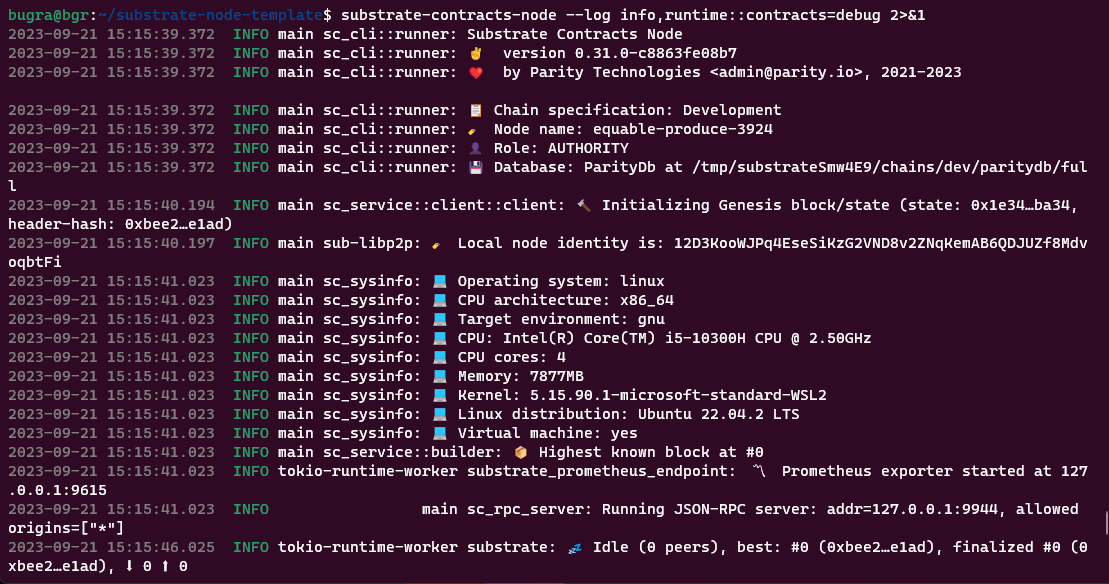 bugra@bgr:~/substrate-node-template$ substrate-contracts-node --log info,runtime::contracts=debug 2>&1
2023-09-21 15:15:39.372  INFO main sc_cli::runner: Substrate Contracts Node
2023-09-21 15:15:39.372  INFO main sc_cli::runner: ✌️  version 0.31.0-c8863fe08b7
2023-09-21 15:15:39.372  INFO main sc_cli::runner: ❤️  by Parity Technologies <admin@parity.io>, 2021-2023
2023-09-21 15:15:39.372  INFO main sc_cli::runner: 📋 Chain specification: Development
2023-09-21 15:15:39.372  INFO main sc_cli::runner: 🏷 Node name: equable-produce-3924
2023-09-21 15:15:39.372  INFO main sc_cli::runner: 👤 Role: AUTHORITY
2023-09-21 15:15:39.372  INFO main sc_cli::runner: 💾 Database: ParityDb at /tmp/substrateSmw4E9/chains/dev/paritydb/ful
l
2023-09-21 15:15:40.194  INFO main sc_service::client::client: 🔨 Initializing Genesis block/state (state: 0x1e34…ba34,
header-hash: 0xbee2…e1ad)
2023-09-21 15:15:40.197  INFO main sub-libp2p: 🏷 Local node identity is: 12D3KooWJPq4EseSiKzG2VND8v2ZNqKemAB6QDJUZf8Mdv
oqbtFi
2023-09-21 15:15:41.023  INFO main sc_sysinfo: 💻 Operating system: linux
2023-09-21 15:15:41.023  INFO main sc_sysinfo: 💻 CPU architecture: x86_64
2023-09-21 15:15:41.023  INFO main sc_sysinfo: 💻 Target environment: gnu
2023-09-21 15:15:41.023  INFO main sc_sysinfo: 💻 CPU: Intel(R) Core(TM) i5-10300H CPU @ 2.50GHz
2023-09-21 15:15:41.023  INFO main sc_sysinfo: 💻 CPU cores: 4
2023-09-21 15:15:41.023  INFO main sc_sysinfo: 💻 Memory: 7877MB
2023-09-21 15:15:41.023  INFO main sc_sysinfo: 💻 Kernel: 5.15.90.1-microsoft-standard-WSL2
2023-09-21 15:15:41.023  INFO main sc_sysinfo: 💻 Linux distribution: Ubuntu 22.04.2 LTS
2023-09-21 15:15:41.023  INFO main sc_sysinfo: 💻 Virtual machine: yes
2023-09-21 15:15:41.023  INFO main sc_service::builder: 📦 Highest known block at #0
2023-09-21 15:15:41.023  INFO tokio-runtime-worker substrate_prometheus_endpoint: 〽️ Prometheus exporter started at 127
.0.0.1:9615
2023-09-21 15:15:41.023  INFO                 main sc_rpc_server: Running JSON-RPC server: addr=127.0.0.1:9944, allowed
origins=["*"]
2023-09-21 15:15:46.025  INFO tokio-runtime-worker substrate: 💤 Idle (0 peers), best: #0 (0xbee2…e1ad), finalized #0 (0
xbee2…e1ad), ⬇ 0 ⬆ 0